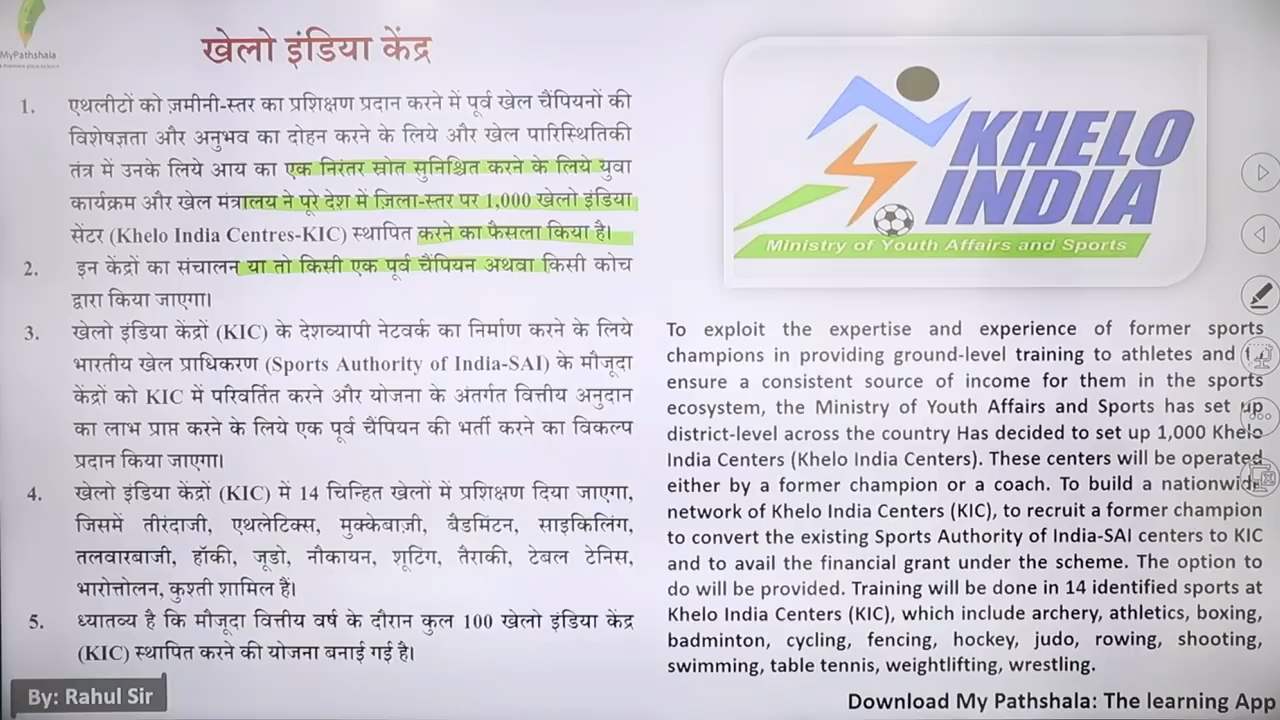 MyPathshala
खेलो इंडिया केंद्र
1. एथलीटों को ज़मीनी-स्तर का प्रशिक्षण प्रदान करने में पूर्व खेल चैंपियनों की
विशेषज्ञता और अनुभव का दोहन करने के लिये और खेल पारिस्थितिकी
तंत्र में उनके लिये आय का एक निरंतर स्रोत सुनिश्चित करने के लिये युवा
कार्यक्रम और खेल मंत्रालय ने पूरे देश में ज़िला-स्तर पर 1,000 खेलो इंडिया
सेंटर (Khelo India Centres-KIC) स्थापित करने का फैसला किया है।
2. इन केंद्रों का संचालन या तो किसी एक पूर्व चैंपियन अथवा किसी कोच
द्वारा किया जाएगा।
3. खेलो इंडिया केंद्रों (KIC) के देशव्यापी नेटवर्क का निर्माण करने के लिये
भारतीय खेल प्राधिकरण (Sports Authority of India-SAI) के मौजूदा
केंद्रों को KIC में परिवर्तित करने और योजना के अंतर्गत वित्तीय अनुदान
का लाभ प्राप्त करने के लिये एक पूर्व चैंपियन की भर्ती करने का विकल्प
प्रदान किया जाएगा।
4. खेलो इंडिया केंद्रों (KIC) में 14 चिन्हित खेलों में प्रशिक्षण दिया जाएगा,
जिसमें तीरंदाजी, एथलेटिक्स, मुक्केबाज़ी, बैडमिंटन, साइकिलिंग,
तलवारबाजी, हॉकी, जूडो, नौकायन, शूटिंग, तैराकी, टेबल टेनिस,
भारोत्तोलन, कुश्ती शामिल हैं।
5. ध्यातव्य है कि मौजूदा वित्तीय वर्ष के दौरान कुल 100 खेलो इंडिया केंद्र
(KIC) स्थापित करने की योजना बनाई गई है।
By: Rahul Sir
KHELO
INDIA
Ministry of Youth Affairs and Sports
To exploit the expertise and experience of former sports
champions in providing ground-level training to athletes and
ensure a consistent source of income for them in the sports
ecosystem, the Ministry of Youth Affairs and Sports has set up
district-level across the country Has decided to set up 1,000 Khelo
India Centers (Khelo India Centers). These centers will be operated
either by a former champion or a coach. To build a nationwide
network of Khelo India Centers (KIC), to recruit a former champion
to convert the existing Sports Authority of India-SAI centers to KIC
and to avail the financial grant under the scheme. The option to
do will be provided. Training will be done in 14 identified sports at
Khelo India Centers (KIC), which include archery, athletics, boxing,
badminton, cycling, fencing, hockey, judo, rowing, shooting,
swimming, table tennis, weightlifting, wrestling.
Download My Pathshala: The learning App